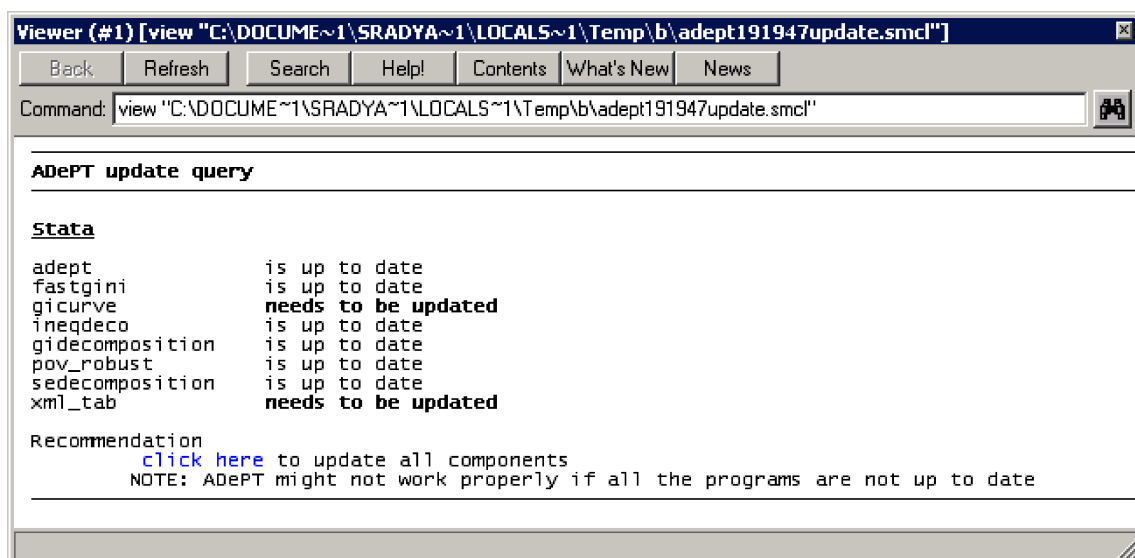 Viewer (#1) [view "C:\DOCUME~1\SRADYA~1\LOCALS~1\Temp\b\adept191947update.smcl"]
Back Refresh Search Help! Contents What's New News
Command: view "C:\DOCUME~1\SRADYA~1\LOCALS~1\Temp\b\adept191947update.smcl"
ADePT update query
Stata
adept is up to date
fastgini is up to date
gicurve needs to be updated
ineqdeco is up to date
gidecomposition is up to date
pov_robust is up to date
sedecomposition is up to date
xml_tab needs to be updated
Recommendation
click here to update all components
NOTE: ADePT might not work properly if all the programs are not up to date